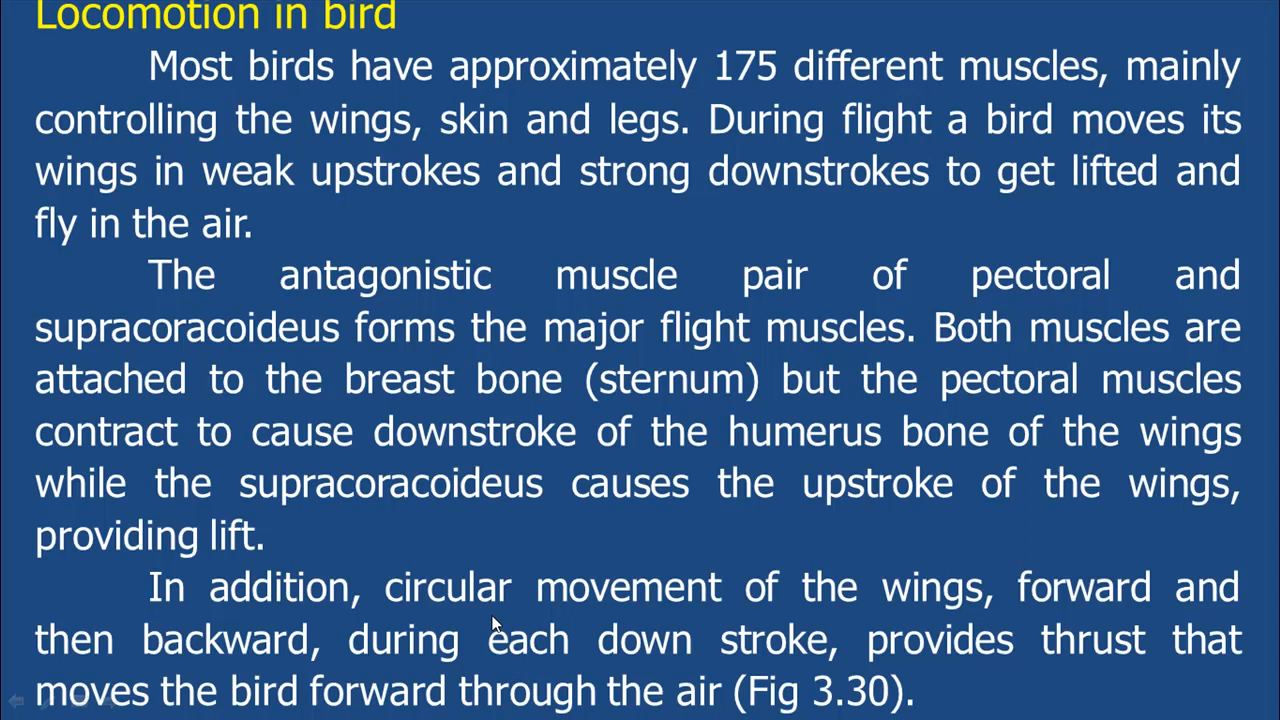 Locomotion in bird
Most birds have approximately 175 different muscles, mainly
controlling the wings, skin and legs. During flight a bird moves its
wings in weak upstrokes and strong downstrokes to get lifted and
fly in the air.
The antagonistic muscle pair of pectoral and
supracoracoideus forms the major flight muscles. Both muscles are
attached to the breast bone (sternum) but the pectoral muscles
contract to cause downstroke of the humerus bone of the wings
while the supracoracoideus causes the upstroke of the wings,
providing lift.
In addition, circular movement of the wings, forward and
then backward, during each down stroke, provides thrust that
moves the bird forward through the air (Fig 3.30).